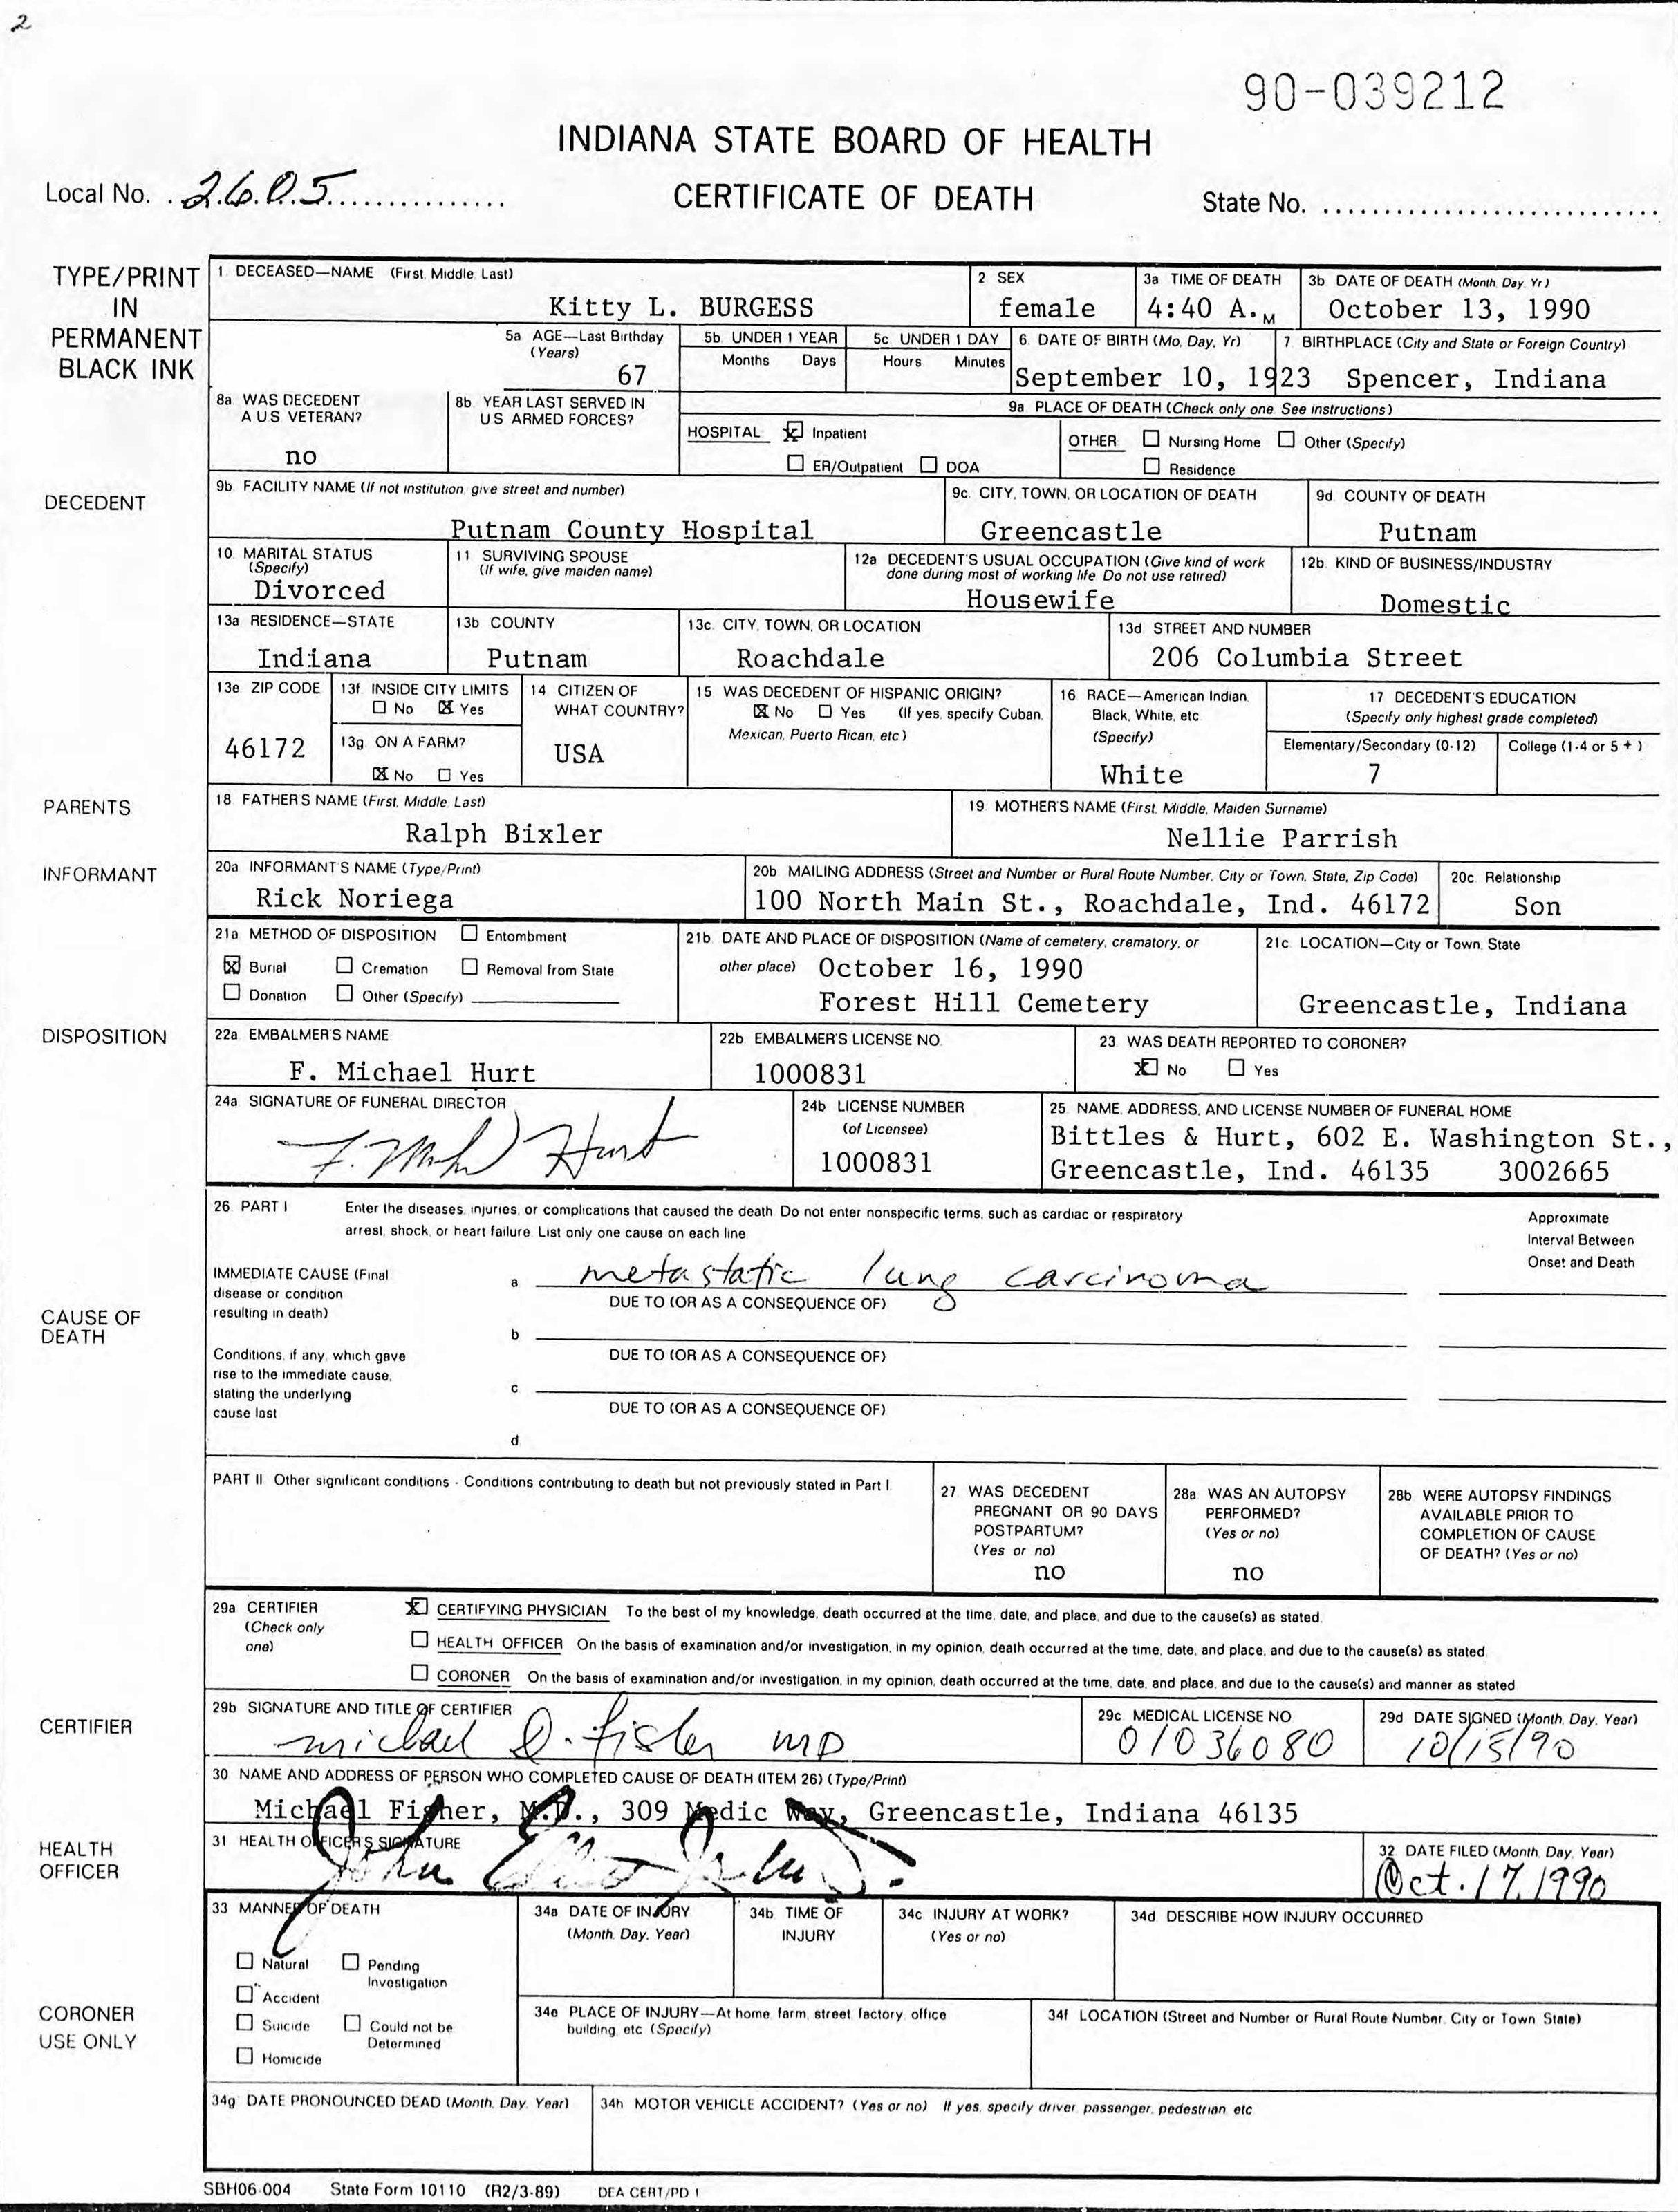 2
90-039212
INDIANA STATE BOARD OF HEALTH
Local No. 2605
CERTIFICATE OF DEATH
State No.
TYPE/PRINT IN PERMANENT BLACK INK
1 DECEASED—NAME (First, Middle, Last)
Kitty L. BURGESS
2 SEX
female
3a TIME OF DEATH
4:40 A.M
3b DATE OF DEATH (Month, Day, Yr)
October 13, 1990
5a AGE—Last Birthday (Years)
67
5b. UNDER 1 YEAR
Months Days
5c. UNDER 1 DAY
Hours Minutes
6. DATE OF BIRTH (Mo, Day, Yr)
September 10, 1923
7. BIRTHPLACE (City and State or Foreign Country)
Spencer, Indiana
8a WAS DECEDENT A U.S. VETERAN?
no
8b YEAR LAST SERVED IN US ARMED FORCES?
9a PLACE OF DEATH (Check only one. See instructions)
HOSPITAL ☒ Inpatient
☐ ER/Outpatient ☐ DOA
OTHER ☐ Nursing Home ☐ Other (Specify)
☐ Residence
DECEDENT
9b. FACILITY NAME (If not institution, give street and number)
Putnam County Hospital
9c. CITY, TOWN, OR LOCATION OF DEATH
Greencastle
9d COUNTY OF DEATH
Putnam
10. MARITAL STATUS (Specify)
Divorced
11 SURVIVING SPOUSE (If wife, give maiden name)
12a DECEDENT'S USUAL OCCUPATION (Give kind of work done during most of working life. Do not use retired)
Housewife
12b. KIND OF BUSINESS/INDUSTRY
Domestic
13a RESIDENCE—STATE
Indiana
13b COUNTY
Putnam
13c. CITY, TOWN, OR LOCATION
Roachdale
13d STREET AND NUMBER
206 Columbia Street
13e ZIP CODE
46172
13f. INSIDE CITY LIMITS
☐ No ☒ Yes
13g. ON A FARM?
☒ No ☐ Yes
14 CITIZEN OF WHAT COUNTRY?
USA
15 WAS DECEDENT OF HISPANIC ORIGIN?
☒ No ☐ Yes (If yes, specify Cuban, Mexican, Puerto Rican, etc)
16 RACE—American Indian, Black, White, etc (Specify)
White
17 DECEDENT'S EDUCATION
(Specify only highest grade completed)
Elementary/Secondary (0-12)
7
College (1-4 or 5+)
PARENTS
18. FATHER'S NAME (First, Middle, Last)
Ralph Bixler
19 MOTHER'S NAME (First, Middle, Maiden Surname)
Nellie Parrish
INFORMANT
20a INFORMANT'S NAME (Type/Print)
Rick Noriega
20b. MAILING ADDRESS (Street and Number or Rural Route Number, City or Town, State, Zip Code)
100 North Main St., Roachdale, Ind. 46172
20c. Relationship
Son
21a METHOD OF DISPOSITION ☐ Entombment
☒ Burial ☐ Cremation ☐ Removal from State
☐ Donation ☐ Other (Specify)
21b. DATE AND PLACE OF DISPOSITION (Name of cemetery, crematory, or other place)
October 16, 1990
Forest Hill Cemetery
21c. LOCATION—City or Town, State
Greencastle, Indiana
DISPOSITION
22a EMBALMER'S NAME
F. Michael Hurt
22b. EMBALMER'S LICENSE NO.
1000831
23. WAS DEATH REPORTED TO CORONER?
☒ No ☐ Yes
24a SIGNATURE OF FUNERAL DIRECTOR
24b LICENSE NUMBER (of Licensee)
1000831
25. NAME, ADDRESS, AND LICENSE NUMBER OF FUNERAL HOME
Bittles & Hurt, 602 E. Washington St.,
Greencastle, Ind. 46135 3002665
26 PART I Enter the diseases, injuries, or complications that caused the death. Do not enter nonspecific terms, such as cardiac or respiratory
arrest, shock, or heart failure. List only one cause on each line
Approximate Interval Between Onset and Death
CAUSE OF DEATH
IMMEDIATE CAUSE (Final disease or condition resulting in death)
a metastatic lung carcinoma
DUE TO (OR AS A CONSEQUENCE OF)
b
Conditions, if any, which gave rise to the immediate cause, stating the underlying cause last
DUE TO (OR AS A CONSEQUENCE OF)
c
DUE TO (OR AS A CONSEQUENCE OF)
d
PART II Other significant conditions - Conditions contributing to death but not previously stated in Part I.
27 WAS DECEDENT PREGNANT OR 90 DAYS POSTPARTUM? (Yes or no)
no
28a WAS AN AUTOPSY PERFORMED? (Yes or no)
no
28b WERE AUTOPSY FINDINGS AVAILABLE PRIOR TO COMPLETION OF CAUSE OF DEATH? (Yes or no)
29a CERTIFIER (Check only one)
☒ CERTIFYING PHYSICIAN To the best of my knowledge, death occurred at the time, date, and place, and due to the cause(s) as stated.
☐ HEALTH OFFICER On the basis of examination and/or investigation, in my opinion, death occurred at the time, date, and place, and due to the cause(s) as stated
☐ CORONER On the basis of examination and/or investigation, in my opinion, death occurred at the time, date, and place, and due to the cause(s) and manner as stated
CERTIFIER
29b SIGNATURE AND TITLE OF CERTIFIER
michael D. fisher MD
29c. MEDICAL LICENSE NO
01036080
29d DATE SIGNED (Month, Day, Year)
10/15/90
30 NAME AND ADDRESS OF PERSON WHO COMPLETED CAUSE OF DEATH (ITEM 26) (Type/Print)
Michael Fisher, M.D., 309 Medic Way, Greencastle, Indiana 46135
HEALTH OFFICER
31 HEALTH OFFICER'S SIGNATURE
32 DATE FILED (Month, Day, Year)
Oct. 17, 1990
33 MANNER OF DEATH
☐ Natural ☐ Pending Investigation
☐ Accident
☐ Suicide ☐ Could not be Determined
☐ Homicide
34a DATE OF INJURY (Month, Day, Year)
34b TIME OF INJURY
34c INJURY AT WORK? (Yes or no)
34d DESCRIBE HOW INJURY OCCURRED
CORONER USE ONLY
34e PLACE OF INJURY—At home, farm, street, factory, office building, etc (Specify)
34f LOCATION (Street and Number or Rural Route Number, City or Town, State)
34g DATE PRONOUNCED DEAD (Month, Day, Year)
34h MOTOR VEHICLE ACCIDENT? (Yes or no) If yes, specify driver, passenger, pedestrian, etc
SBH06-004 State Form 10110 (R2/3-89) DEA CERT/PD 1